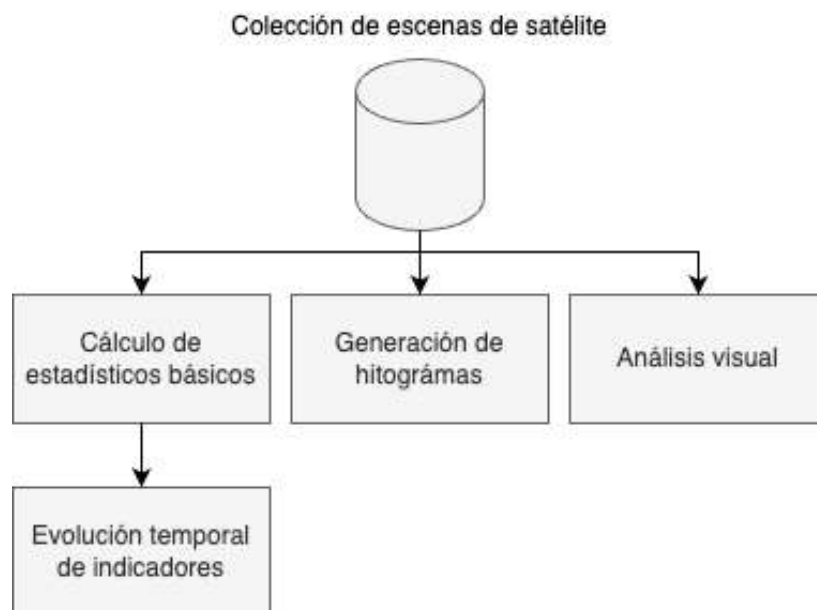 Colección de escenas de satélite
Cálculo de
estadísticos básicos
Generación de
hitográmas
Análisis visual
Evolución temporal
de indicadores